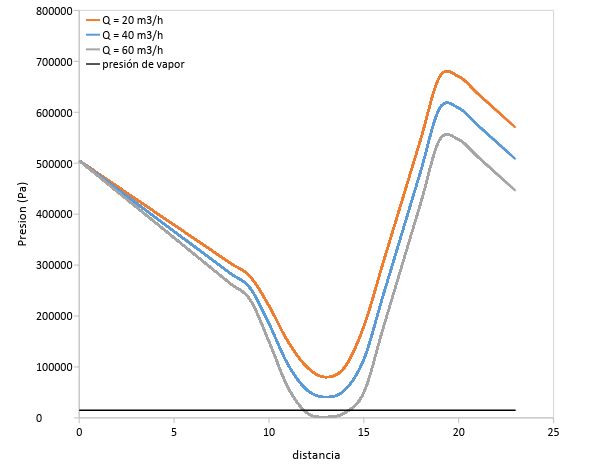 800000
Q = 20 m3/h
Q = 40 m3/h
Q = 60 m3/h
presión de vapor
700000
600000
500000
400000
300000
200000
100000
0
Presion (Pa)
0 5 10 15 20 25
distancia